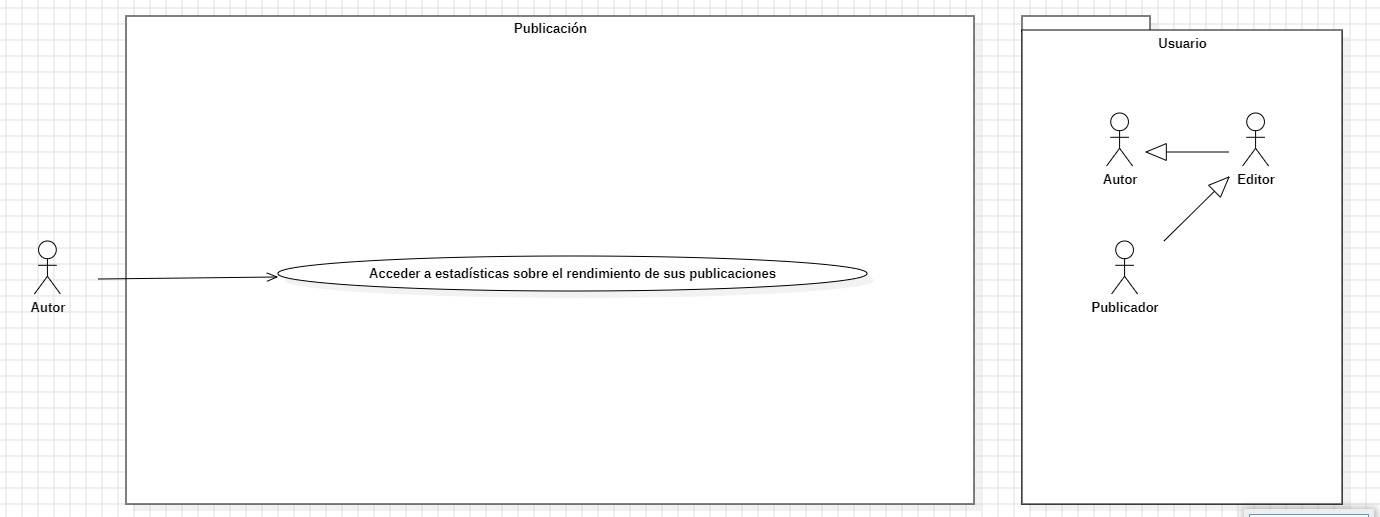 Publicación
Usuario
Autor
Editor
Autor
Acceder a estadísticas sobre el rendimiento de sus publicaciones
Publicador